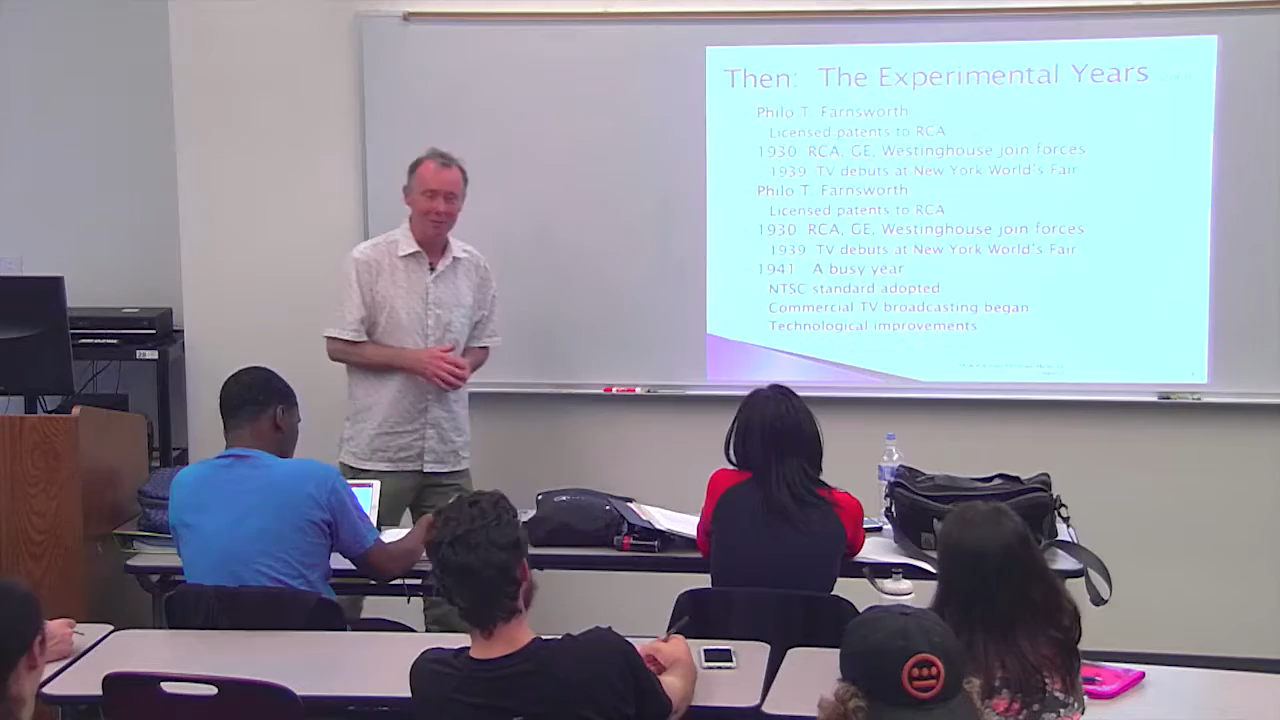 Then: The Experimental Years
Philo T. Farnsworth
Licensed patents to RCA
1930 RCA, GE, Westinghouse join forces
1939 TV debuts at New York World's Fair
Philo T. Farnsworth
Licensed patents to RCA
1930 RCA, GE, Westinghouse join forces
1939 TV debuts at New York World's Fair
1941 A busy year
NTSC standard adopted
Commercial TV broadcasting began
Technological improvements